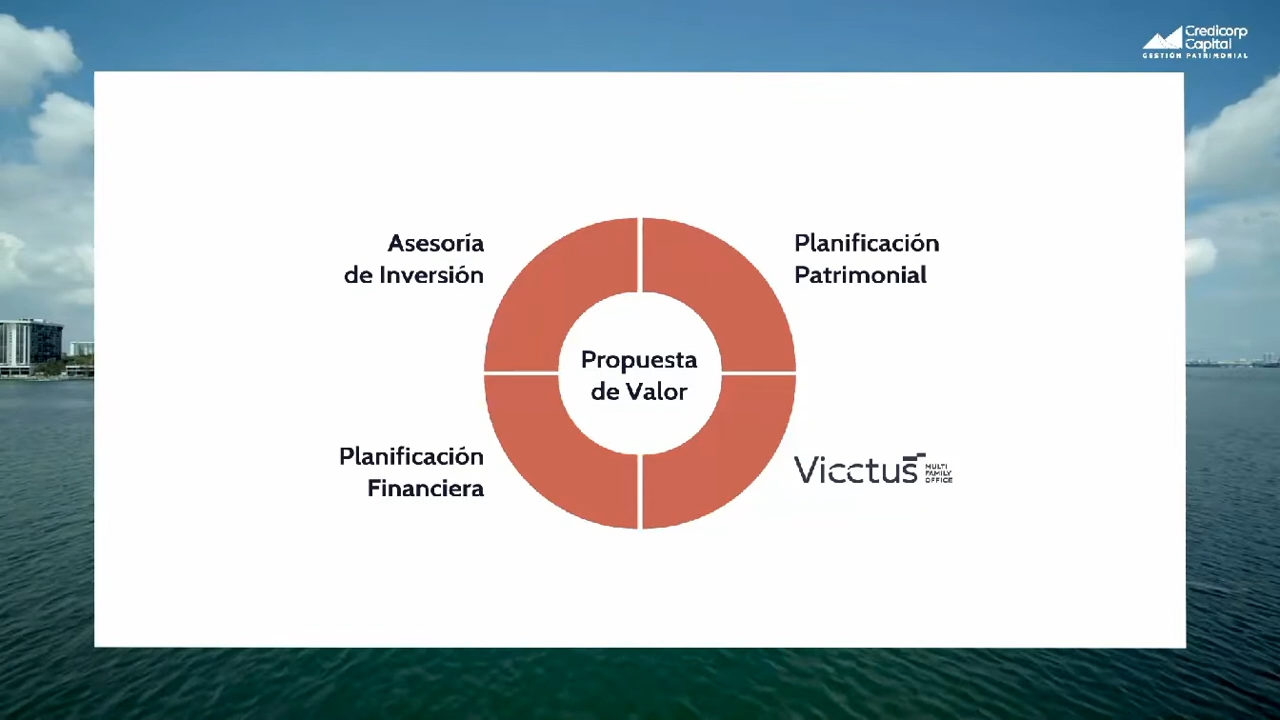 Credicorp
Capital
GESTIÓN PATRIMONIAL
Asesoría
de Inversión
Planificación
Patrimonial
Propuesta
de Valor
Planificación
Financiera
Vicctus
MULTI
FAMILY
OFFICE